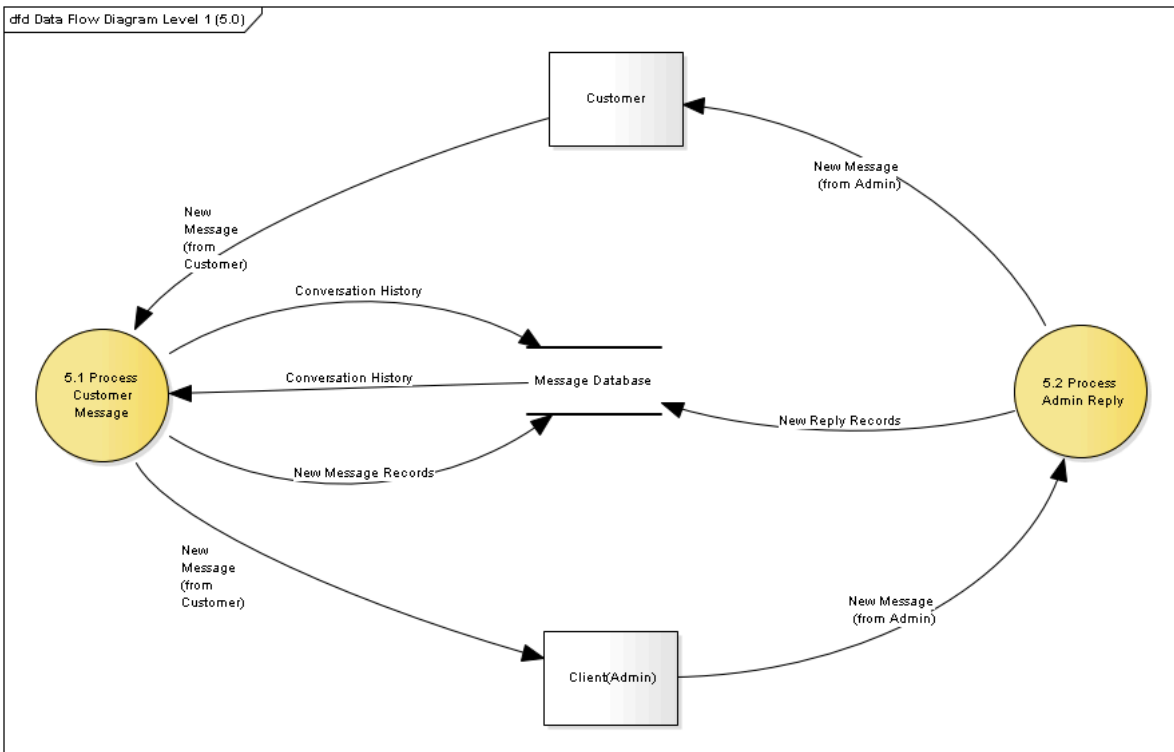 dfd Data Flow Diagram Level 1 (5.0)
Customer
New Message
(from Admin)
New
Message
(from
Customer)
Conversation History
5.1 Process
Customer
Message
Conversation History
Message Database
5.2 Process
Admin Reply
New Reply Records
New Message Records
New
Message
(from
Customer)
New Message
(from Admin)
Client(Admin)